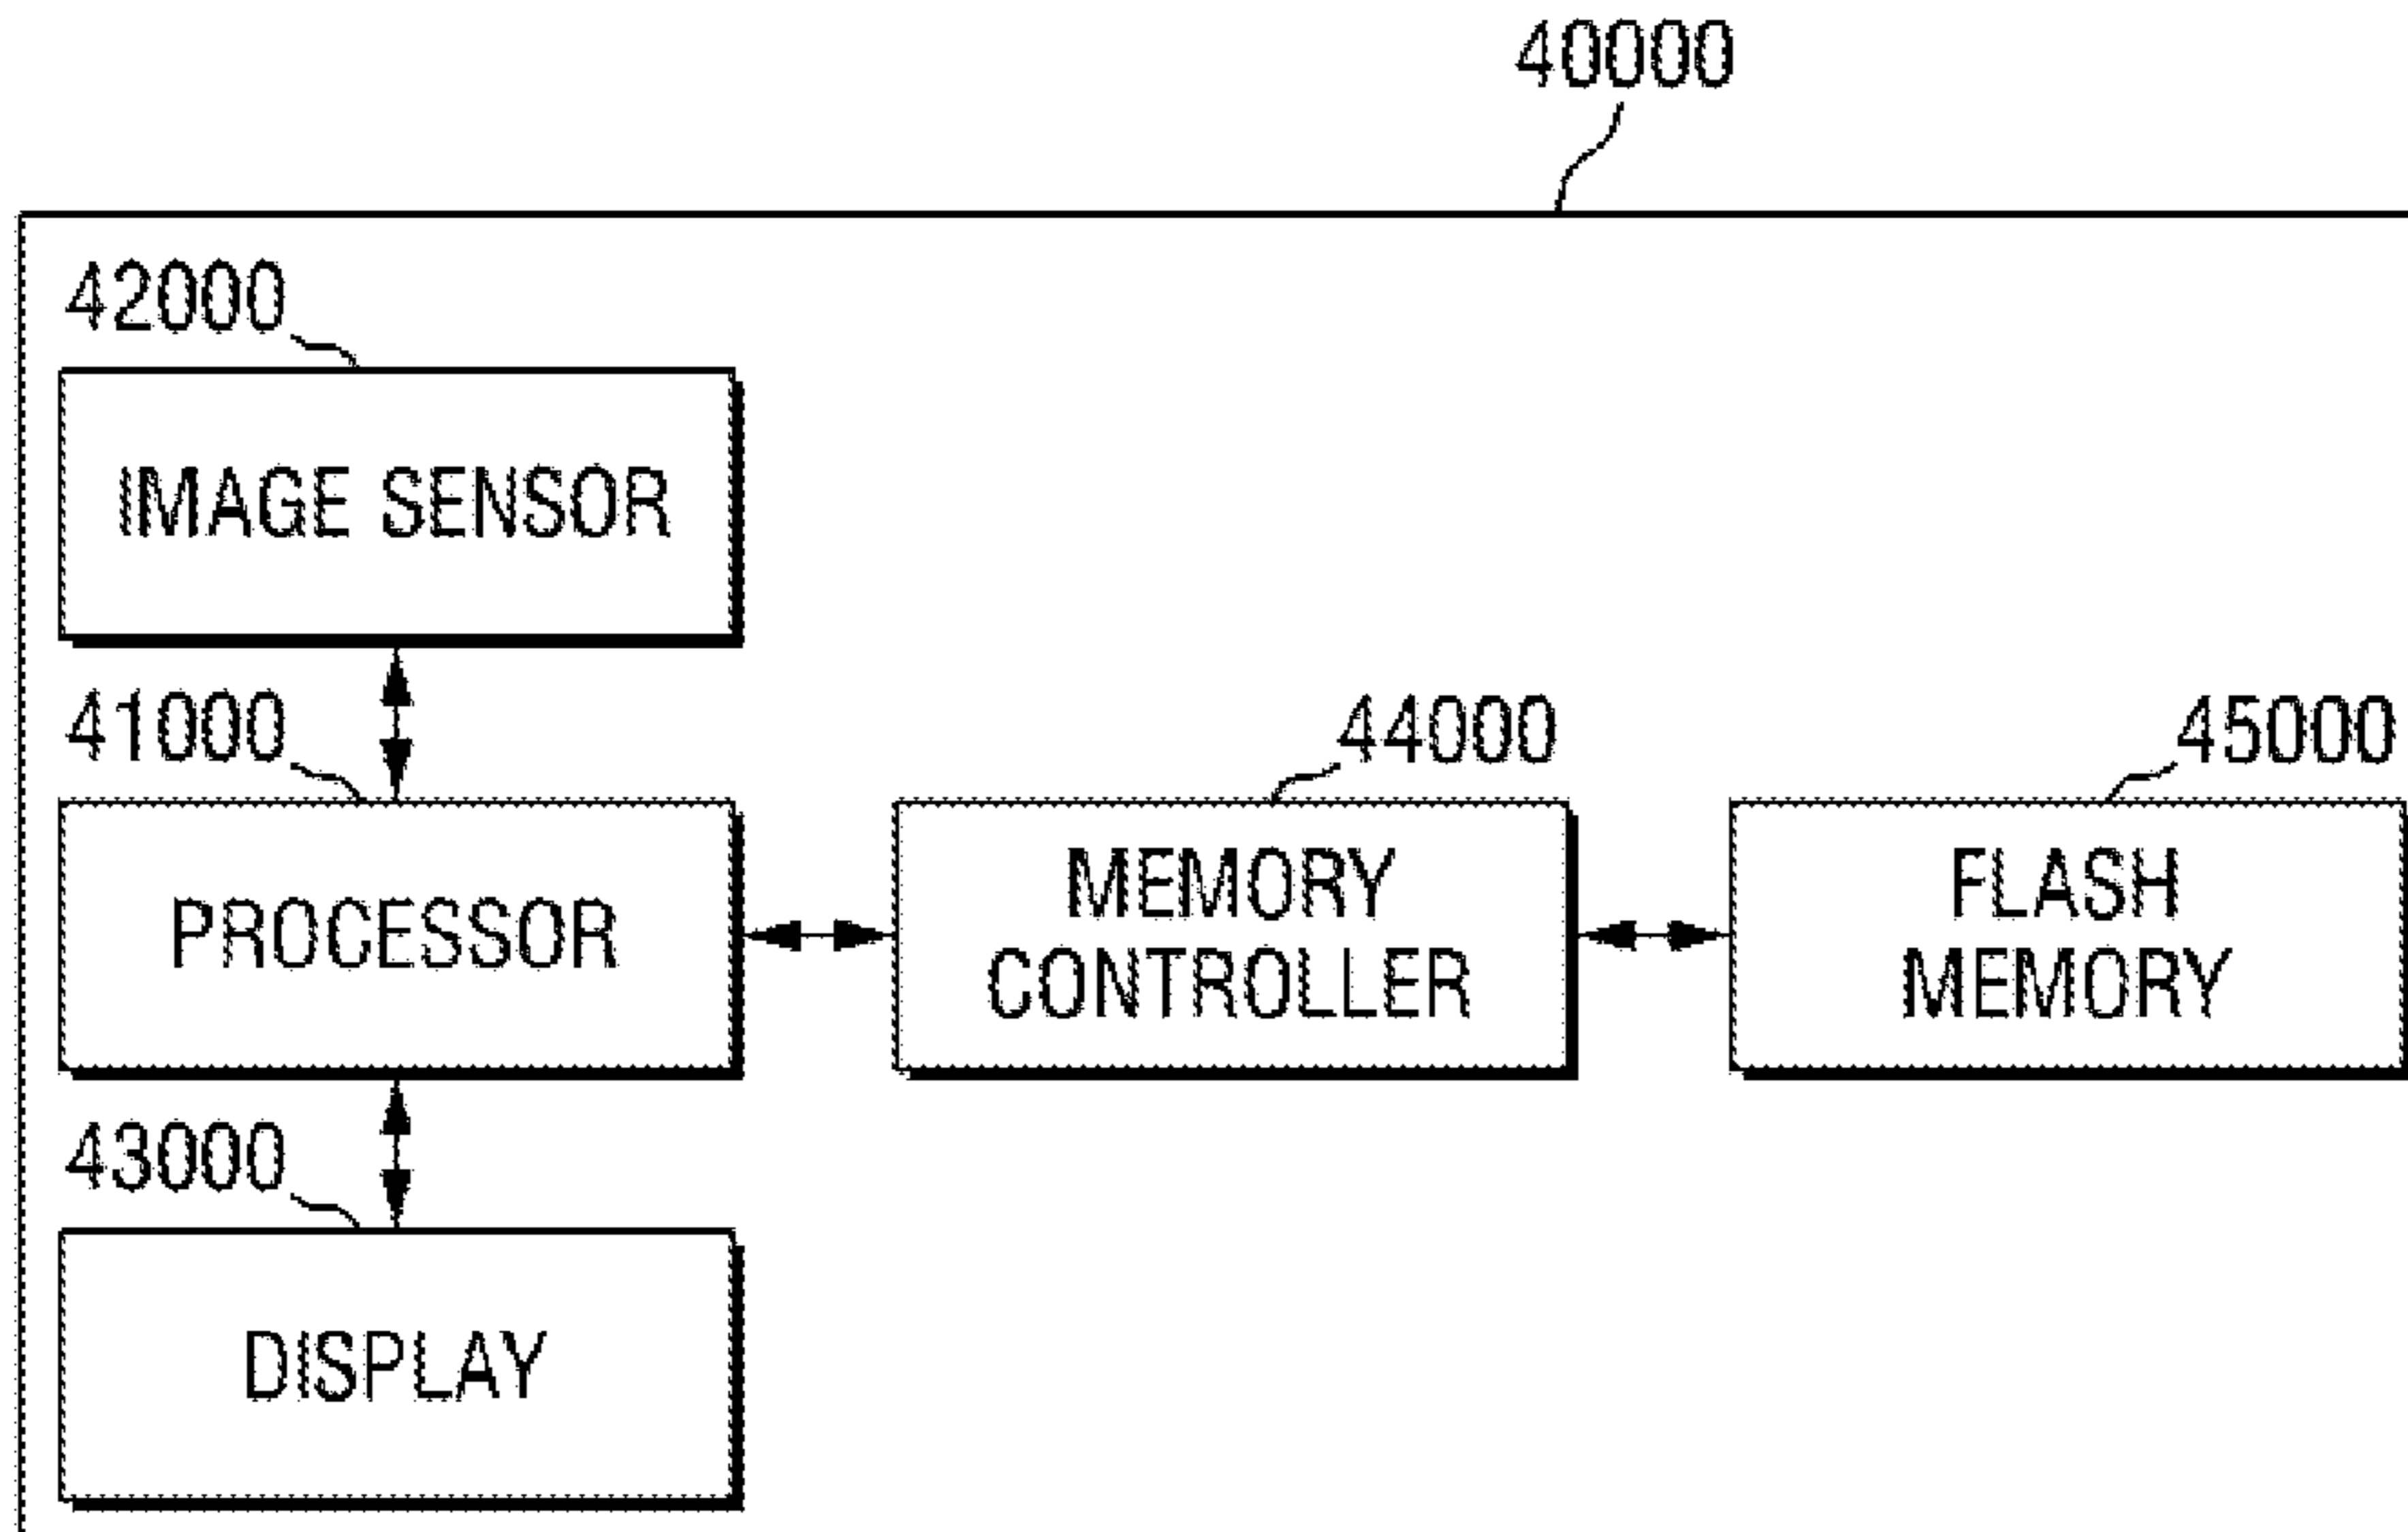 40000
42000
IMAGE SENSOR
41000
PROCESSOR
44000
MEMORY
CONTROLLER
45000
FLASH
MEMORY
43000
DISPLAY